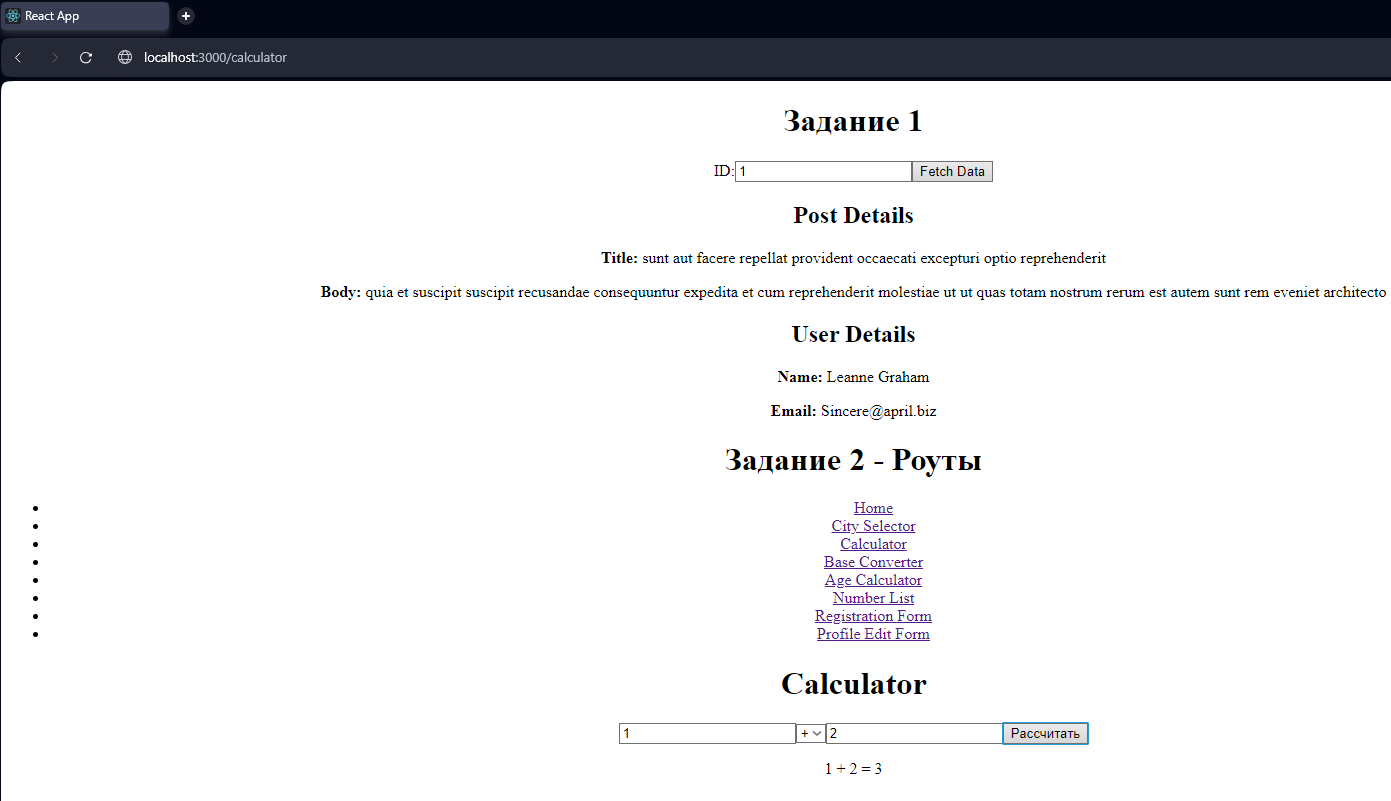 React App
localhost:3000/calculator
Задание 1
ID: 1 Fetch Data
Post Details
Title: sunt aut facere repellat provident occaecati excepturi optio reprehenderit
Body: quia et suscipit suscipit recusandae consequuntur expedita et cum reprehenderit molestiae ut ut quas totam nostrum rerum est autem sunt rem eveniet architecto
User Details
Name: Leanne Graham
Email: Sincere@april.biz
Задание 2 - Роуты
Home
City Selector
Calculator
Base Converter
Age Calculator
Number List
Registration Form
Profile Edit Form
Calculator
1 + 2 Рассчитать
1 + 2 = 3